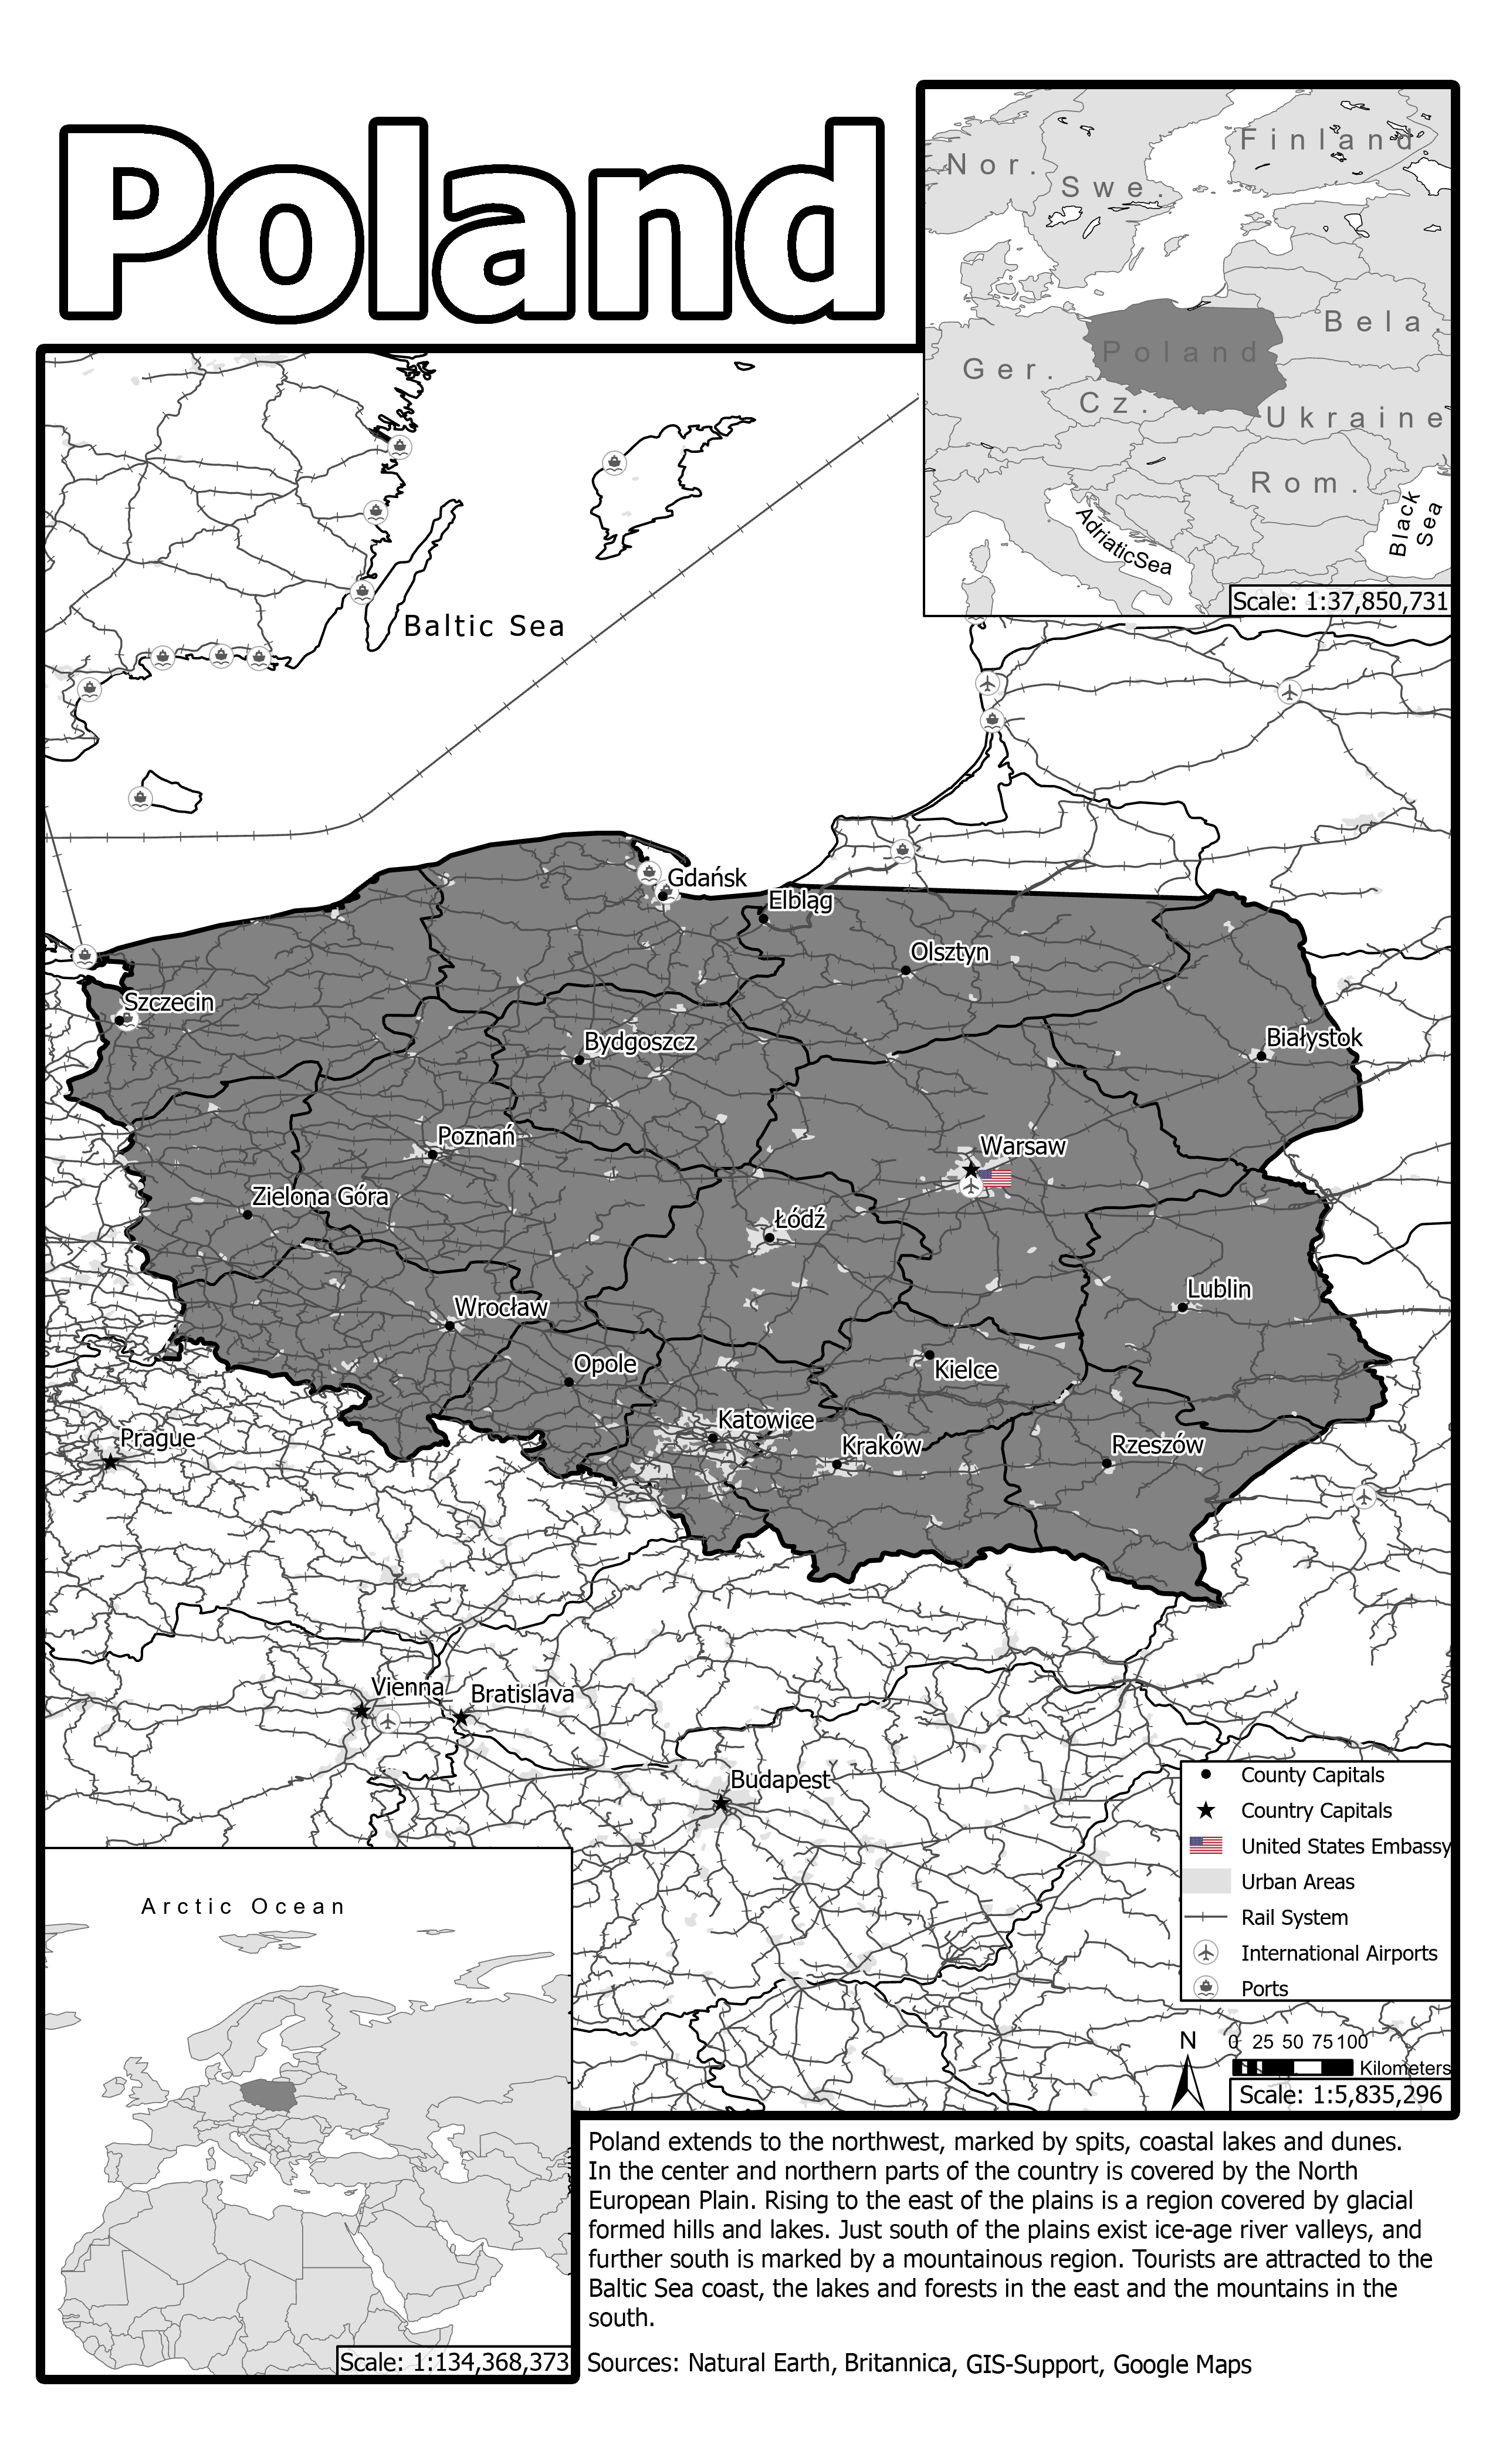 Poland
Nor.
Swe.
Finland
Bela.
Poland
Ger.
Cz.
Ukraine
Rom.
Adriatic Sea
Black
Sea
Scale: 1:37,850,731
Baltic Sea
Gdańsk
Elbląg
Olsztyn
Szczecin
Bydgoszcz
Białystok
Poznań
Warsaw
Zielona Góra
Łódź
Lublin
Wrocław
Opole
Kielce
Katowice
Kraków
Rzeszów
Prague
Vienna
Bratislava
Budapest
County Capitals
Country Capitals
United States Embassy
Urban Areas
Rail System
International Airports
Ports
N
0 25 50 75 100
Kilometers
Scale: 1:5,835,296
Arctic Ocean
Scale: 1:134,368,373
Poland extends to the northwest, marked by spits, coastal lakes and dunes.
In the center and northern parts of the country is covered by the North
European Plain. Rising to the east of the plains is a region covered by glacial
formed hills and lakes. Just south of the plains exist ice-age river valleys, and
further south is marked by a mountainous region. Tourists are attracted to the
Baltic Sea coast, the lakes and forests in the east and the mountains in the
south.
Sources: Natural Earth, Britannica, GIS-Support, Google Maps